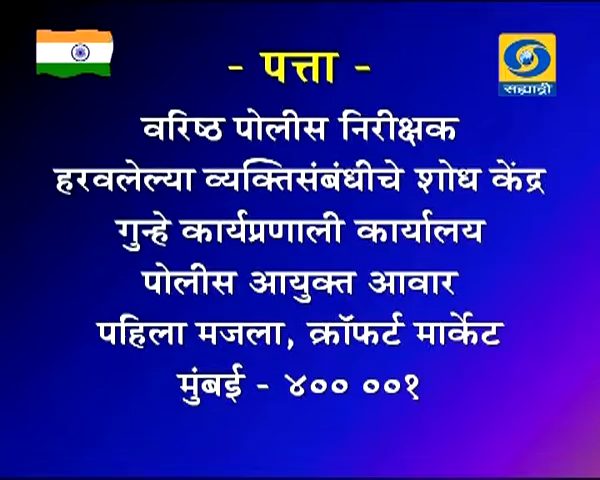 - पत्ता -
सह्याद्री
वरिष्ठ पोलीस निरीक्षक
हरवलेल्या व्यक्तिसंबंधीचे शोध केंद्र
गुन्हे कार्यप्रणाली कार्यालय
पोलीस आयुक्त आवार
पहिला मजला, क्रॉफर्ट मार्केट
मुंबई - ४०० ००१